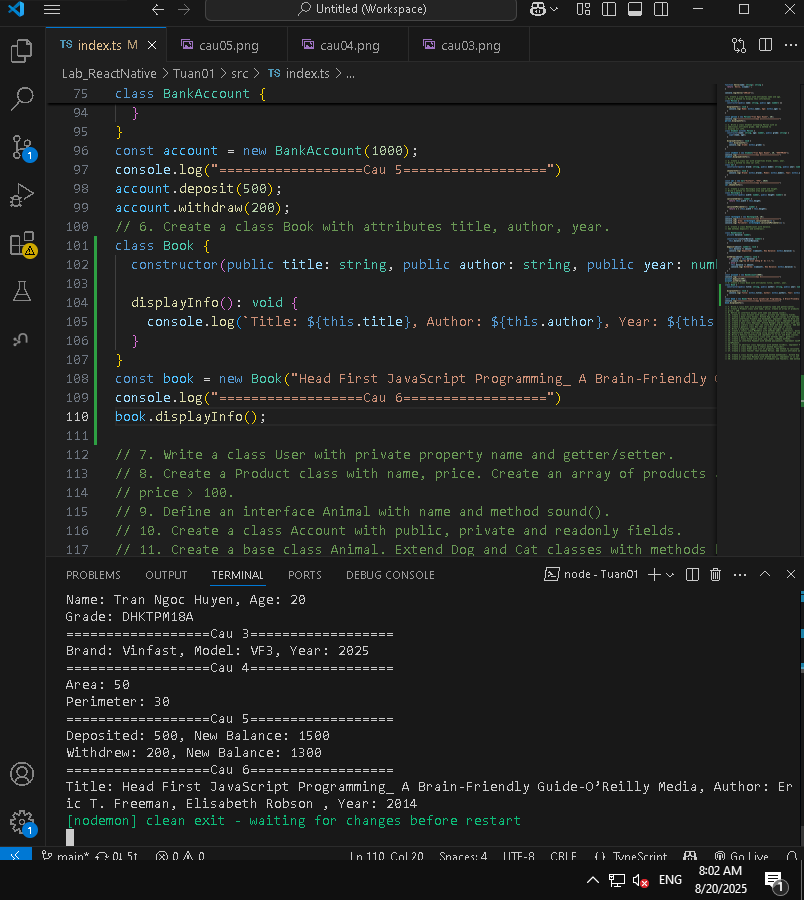 Untitled (Workspace)
TS index.ts M
cau05.png
cau04.png
cau03.png
Lab_ReactNative > Tuan01 > src > TS index.ts > ...
75 class BankAccount {
94 }
95 }
96 const account = new BankAccount(1000);
97 console.log("==================Cau 5==================")
98 account.deposit(500);
99 account.withdraw(200);
100 // 6. Create a class Book with attributes title, author, year.
101 class Book {
102 constructor(public title: string, public author: string, public year: num
103
104 displayInfo(): void {
105 console.log(`Title: ${this.title}, Author: ${this.author}, Year: ${this
106 }
107 }
108 const book = new Book("Head First JavaScript Programming_ A Brain-Friendly
109 console.log("==================Cau 6==================")
110 book.displayInfo();
111
112 // 7. Write a class User with private property name and getter/setter.
113 // 8. Create a Product class with name, price. Create an array of products
114 // price > 100.
115 // 9. Define an interface Animal with name and method sound().
116 // 10. Create a class Account with public, private and readonly fields.
117 // 11. Create a base class Animal. Extend Dog and Cat classes with methods
PROBLEMS OUTPUT TERMINAL PORTS DEBUG CONSOLE
node - Tuan01
Name: Tran Ngoc Huyen, Age: 20
Grade: DHKTPM18A
==================Cau 3==================
Brand: Vinfast, Model: VF3, Year: 2025
==================Cau 4==================
Area: 50
Perimeter: 30
==================Cau 5==================
Deposited: 500, New Balance: 1500
Withdrew: 200, New Balance: 1300
==================Cau 6==================
Title: Head First JavaScript Programming_ A Brain-Friendly Guide-O’Reilly Media, Author: Er
ic T. Freeman, Elisabeth Robson , Year: 2014
[nodemon] clean exit - waiting for changes before restart
main* 0↓ 5↑ 0 0 Ln 110, Col 20 Spaces: 4 UTF-8 CRLF {} TypeScript Go Live
ENG
8:02 AM
8/20/2025
1